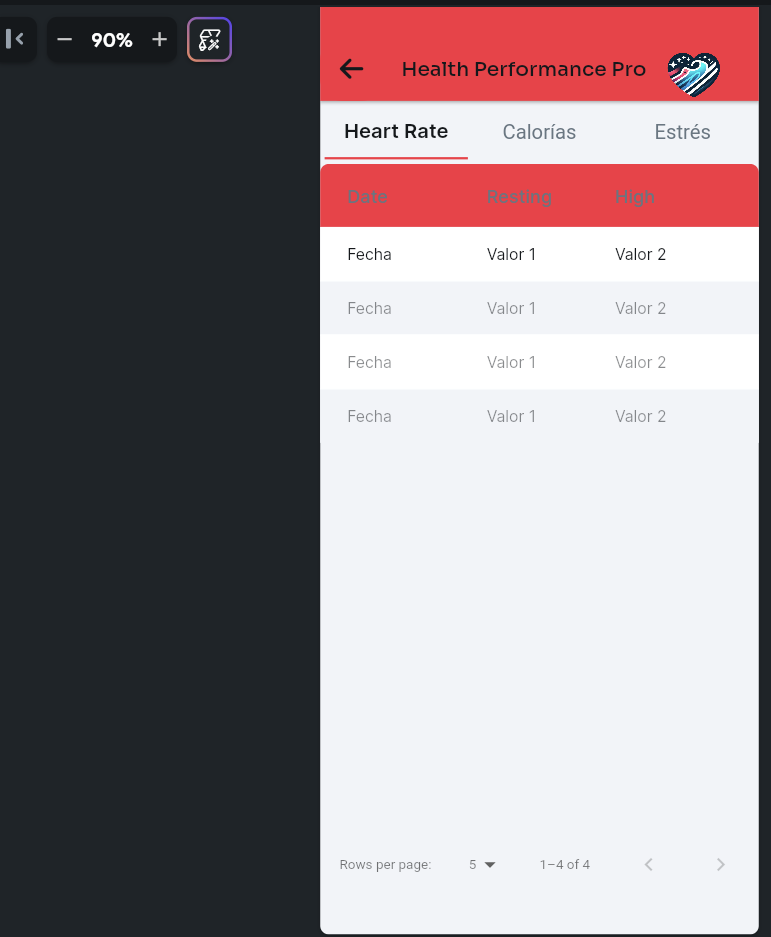 90%
Health Performance Pro
Heart Rate Calorías Estrés
Date Resting High
Fecha Valor 1 Valor 2
Fecha Valor 1 Valor 2
Fecha Valor 1 Valor 2
Fecha Valor 1 Valor 2
Rows per page: 5 1–4 of 4